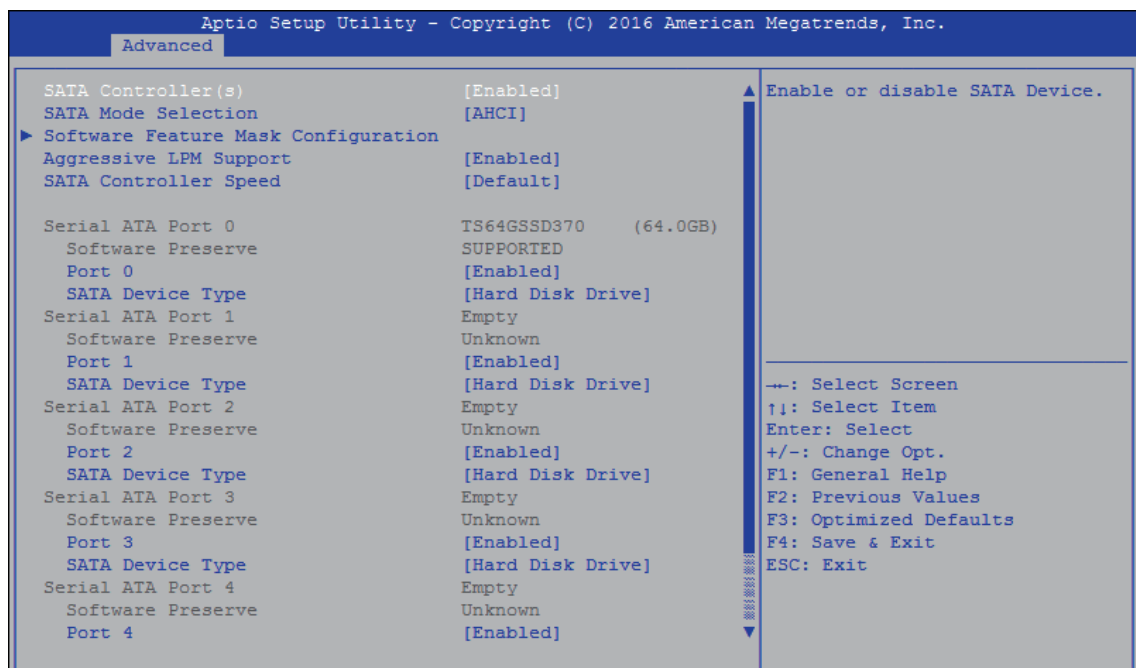 Aptio Setup Utility - Copyright (C) 2016 American Megatrends, Inc.
Advanced
SATA Controller(s) [Enabled]
SATA Mode Selection [AHCI]
► Software Feature Mask Configuration
Aggressive LPM Support [Enabled]
SATA Controller Speed [Default]
Serial ATA Port 0 TS64GSSD370 (64.0GB)
Software Preserve SUPPORTED
Port 0 [Enabled]
SATA Device Type [Hard Disk Drive]
Serial ATA Port 1 Empty
Software Preserve Unknown
Port 1 [Enabled]
SATA Device Type [Hard Disk Drive]
Serial ATA Port 2 Empty
Software Preserve Unknown
Port 2 [Enabled]
SATA Device Type [Hard Disk Drive]
Serial ATA Port 3 Empty
Software Preserve Unknown
Port 3 [Enabled]
SATA Device Type [Hard Disk Drive]
Serial ATA Port 4 Empty
Software Preserve Unknown
Port 4 [Enabled]
Enable or disable SATA Device.
→←: Select Screen
↑↓: Select Item
Enter: Select
+/-: Change Opt.
F1: General Help
F2: Previous Values
F3: Optimized Defaults
F4: Save & Exit
ESC: Exit